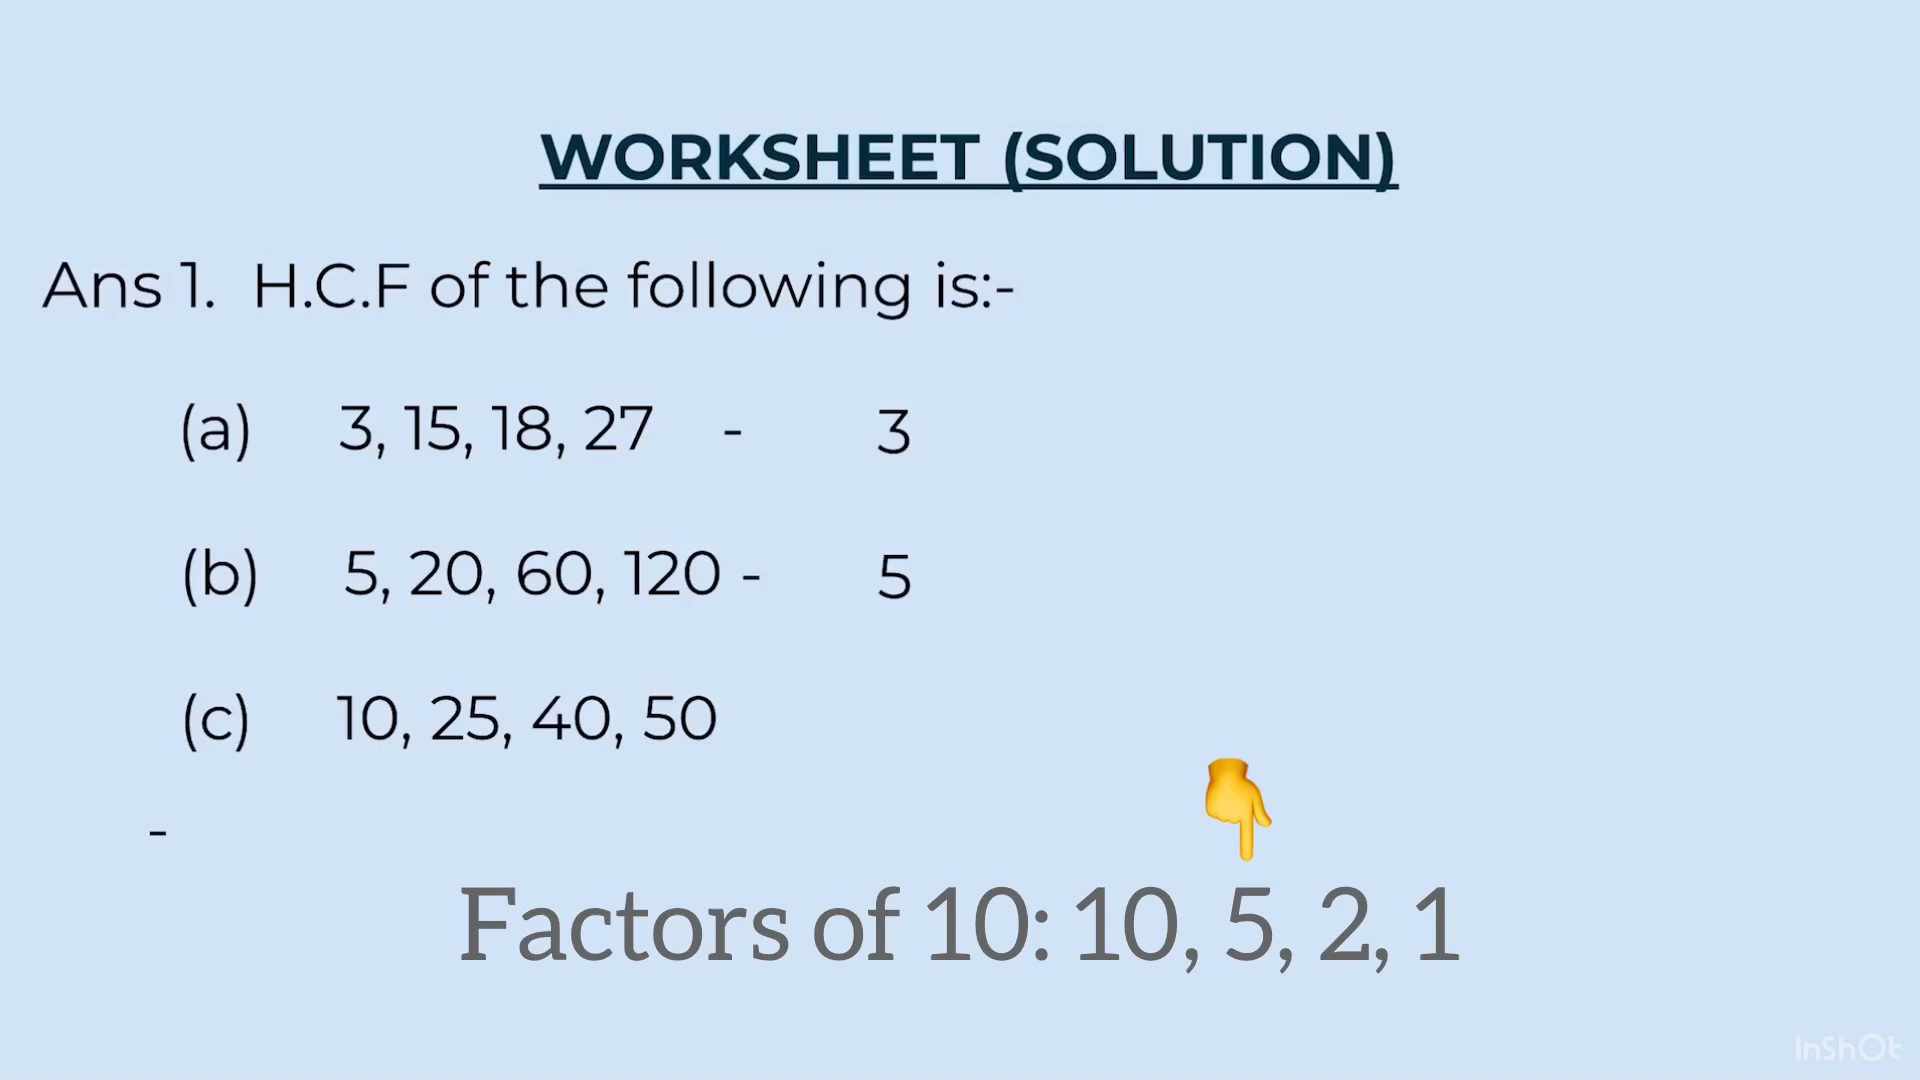 WORKSHEET (SOLUTION)
Ans 1. H.C.F of the following is:-
(a) 3, 15, 18, 27 - 3
(b) 5, 20, 60, 120 - 5
(c) 10, 25, 40, 50
-
Factors of 10: 10, 5, 2, 1
InShOt